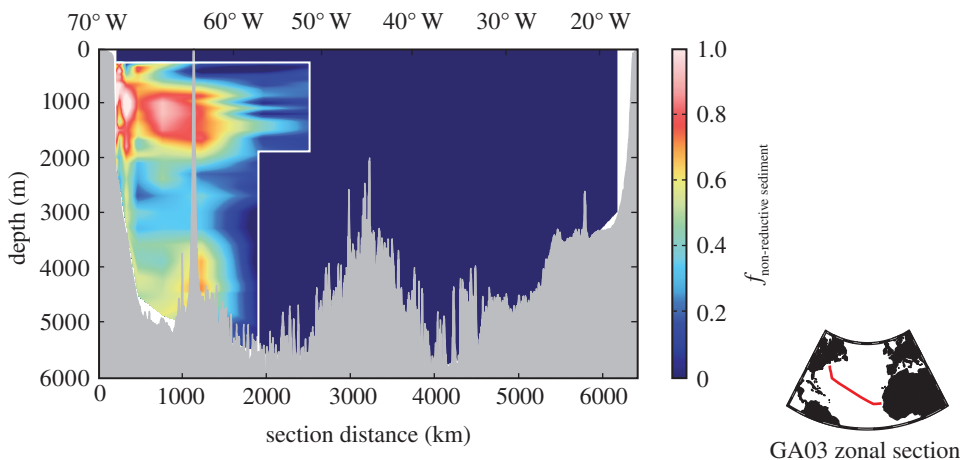 70° W 60° W 50° W 40° W 30° W 20° W
0
1000
2000
3000
4000
5000
6000
depth (m)
0 1000 2000 3000 4000 5000 6000
section distance (km)
1.0
0.8
0.6
0.4
0.2
0
f non-reductive sediment
GA03 zonal section